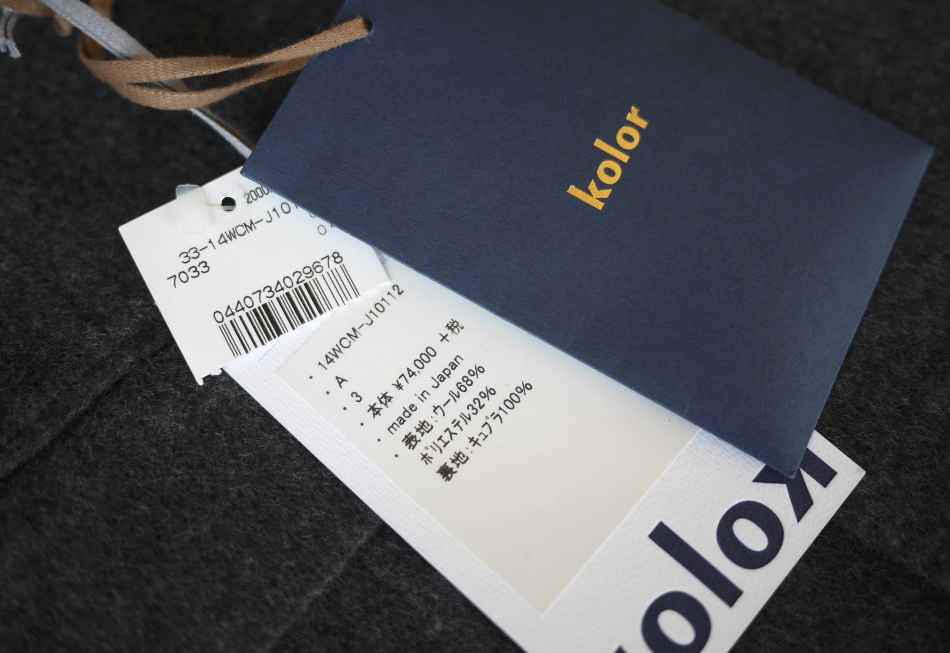 kolor
2000
33-14WCM-J101
7033
0440734029678
・14WCM-J10112
A
・3
・本体 ¥74,000 +税
・made in Japan
・表地:ウール68%
ポリエステル32%
裏地:キュプラ100%
kolor